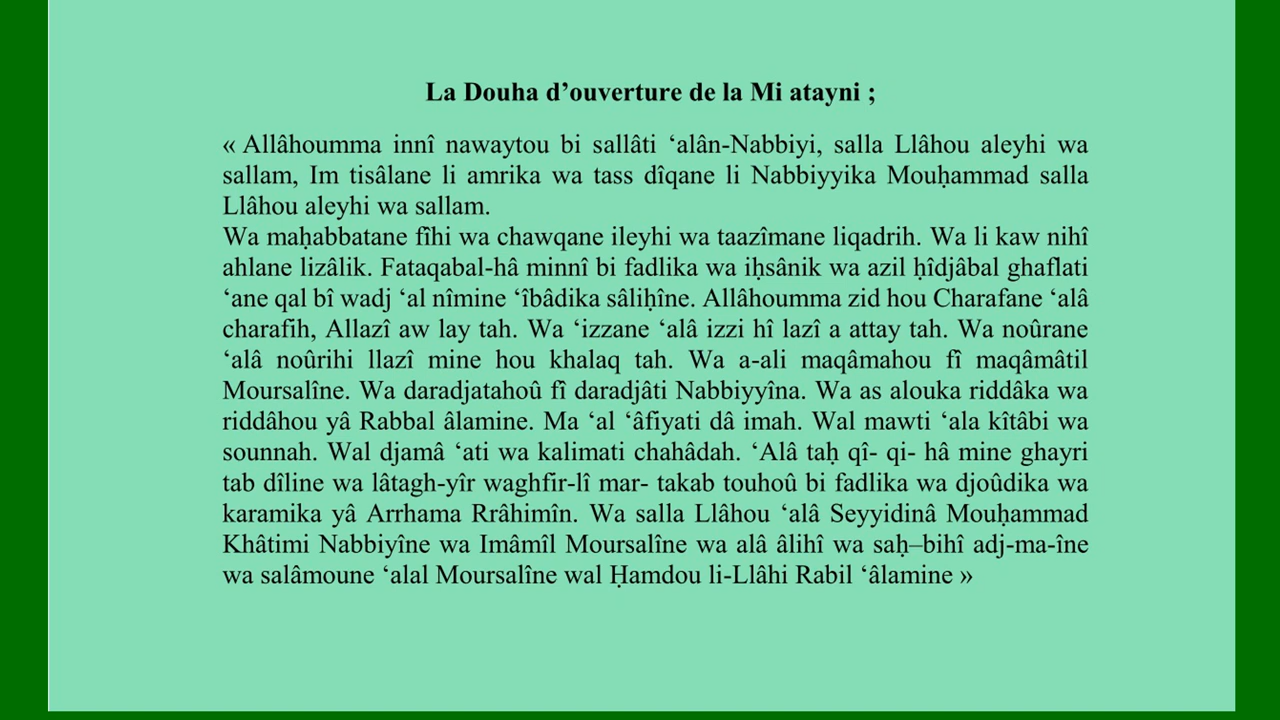 La Douha d’ouverture de la Mi atayni ;
« Allâhoumma innî nawaytou bi sallâti ‘alân-Nabbiyi, salla Llâhou aleyhi wa
sallam, Im tisâlane li amrika wa tass dîqane li Nabbiyyika Mouḥammad salla
Llâhou aleyhi wa sallam.
Wa maḥabbatane fîhi wa chawqane ileyhi wa taazîmane liqadrih. Wa li kaw nihî
ahlane lizâlik. Fataqabal-hâ minnî bi fadlika wa iḥsânik wa azil ḥîdjâbal ghaflati
‘ane qal bî wadj ‘al nîmine ‘îbâdika sâliḥîne. Allâhoumma zid hou Charafane ‘alâ
charafih, Allazî aw lay tah. Wa ‘izzane ‘alâ izzi hî lazî a attay tah. Wa noûrane
‘alâ noûrihi llazî mine hou khalaq tah. Wa a-ali maqâmahou fî maqâmâtil
Moursalîne. Wa daradjatahoû fî daradjâti Nabbiyyîna. Wa as alouka riddâka wa
riddâhou yâ Rabbal âlamine. Ma ‘al ‘âfiyati dâ imah. Wal mawti ‘ala kîtâbi wa
sounnah. Wal djamâ ‘ati wa kalimati chahâdah. ‘Alâ taḥ qî- qi- hâ mine ghayri
tab dîline wa lâtagh-yîr waghfir-lî mar- takab touhoû bi fadlika wa djoûdika wa
karamika yâ Arrhama Rrâhimîn. Wa salla Llâhou ‘alâ Seyyidinâ Mouḥammad
Khâtimi Nabbiyîne wa Imâmîl Moursalîne wa alâ âlihî wa saḥ–bihî adj-ma-îne
wa salâmoune ‘alal Moursalîne wal Ḥamdou li-Llâhi Rabil ‘âlamine »